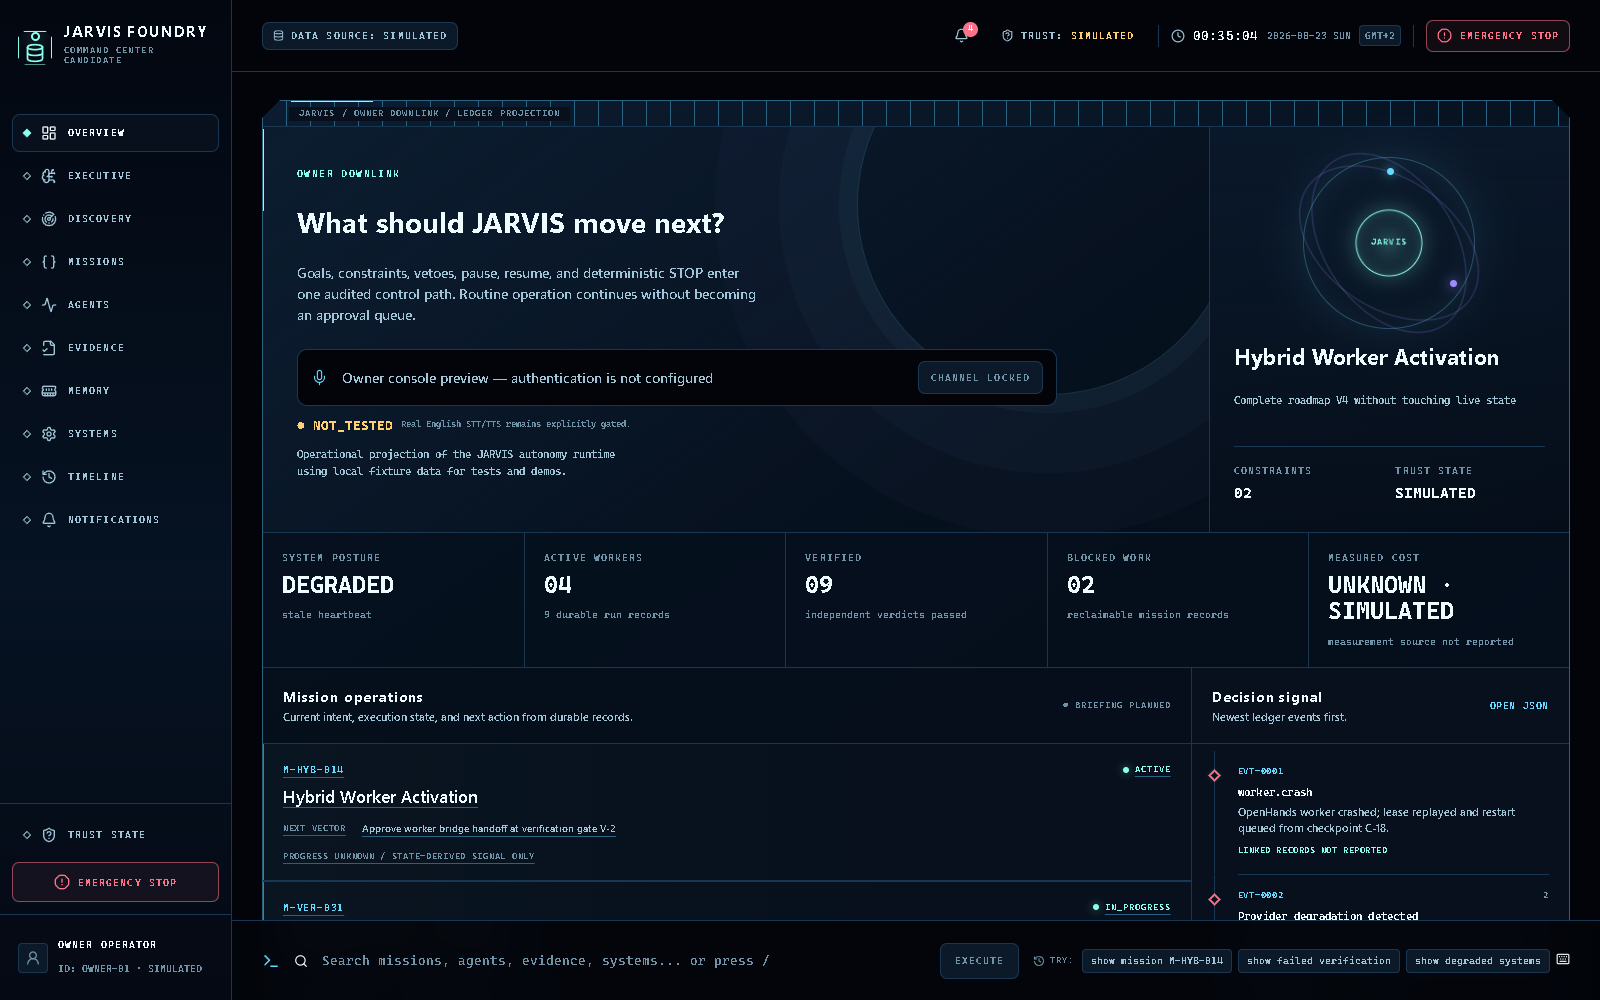 JARVIS FOUNDRY
COMMAND CENTER
CANDIDATE
OVERVIEW
EXECUTIVE
DISCOVERY
MISSIONS
AGENTS
EVIDENCE
MEMORY
SYSTEMS
TIMELINE
NOTIFICATIONS
TRUST STATE
EMERGENCY STOP
OWNER OPERATOR
ID: OWNER-01 · SIMULATED
DATA SOURCE: SIMULATED
4
TRUST: SIMULATED
00:35:04 2026-08-23 SUN GMT+2
EMERGENCY STOP
JARVIS / OWNER DOWNLINK / LEDGER PROJECTION
OWNER DOWNLINK
What should JARVIS move next?
Goals, constraints, vetoes, pause, resume, and deterministic STOP enter
one audited control path. Routine operation continues without becoming
an approval queue.
Owner console preview — authentication is not configured
CHANNEL LOCKED
NOT_TESTED Real English STT/TTS remains explicitly gated.
Operational projection of the JARVIS autonomy runtime
using local fixture data for tests and demos.
JARVIS
Hybrid Worker Activation
Complete roadmap V4 without touching live state
CONSTRAINTS
02
TRUST STATE
SIMULATED
SYSTEM POSTURE
DEGRADED
stale heartbeat
ACTIVE WORKERS
04
9 durable run records
VERIFIED
09
independent verdicts passed
BLOCKED WORK
02
reclaimable mission records
MEASURED COST
UNKNOWN ·
SIMULATED
measurement source not reported
Mission operations
Current intent, execution state, and next action from durable records.
BRIEFING PLANNED
M-HYB-014
ACTIVE
Hybrid Worker Activation
NEXT VECTOR Approve worker bridge handoff at verification gate V-2
PROGRESS UNKNOWN / STATE-DERIVED SIGNAL ONLY
M-VER-031
IN_PROGRESS
Decision signal
Newest ledger events first.
OPEN JSON
EVT-0001
worker.crash
OpenHands worker crashed; lease replayed and restart
queued from checkpoint C-18.
LINKED RECORDS NOT REPORTED
EVT-0002
2
Provider degradation detected
Search missions, agents, evidence, systems... or press /
EXECUTE
TRY:
show mission M-HYB-014
show failed verification
show degraded systems